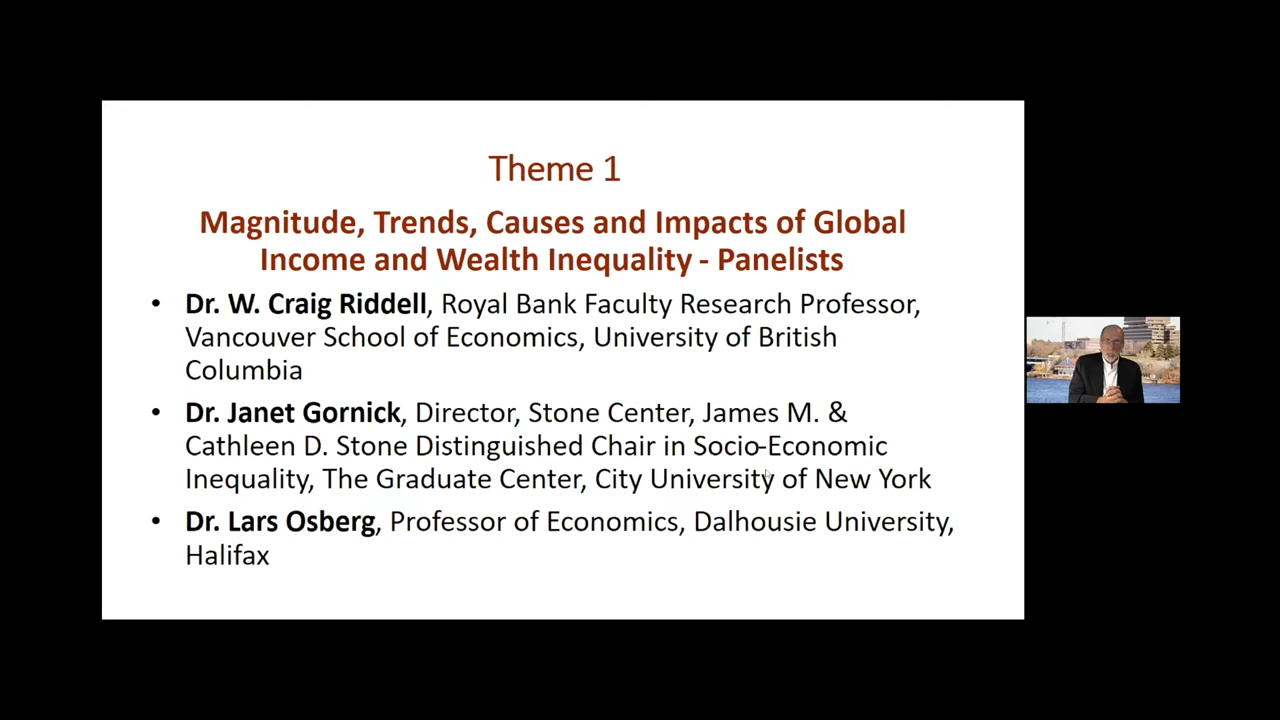 Theme 1
Magnitude, Trends, Causes and Impacts of Global
Income and Wealth Inequality - Panelists
• Dr. W. Craig Riddell, Royal Bank Faculty Research Professor,
Vancouver School of Economics, University of British
Columbia
• Dr. Janet Gornick, Director, Stone Center, James M. &
Cathleen D. Stone Distinguished Chair in Socio-Economic
Inequality, The Graduate Center, City University of New York
• Dr. Lars Osberg, Professor of Economics, Dalhousie University,
Halifax